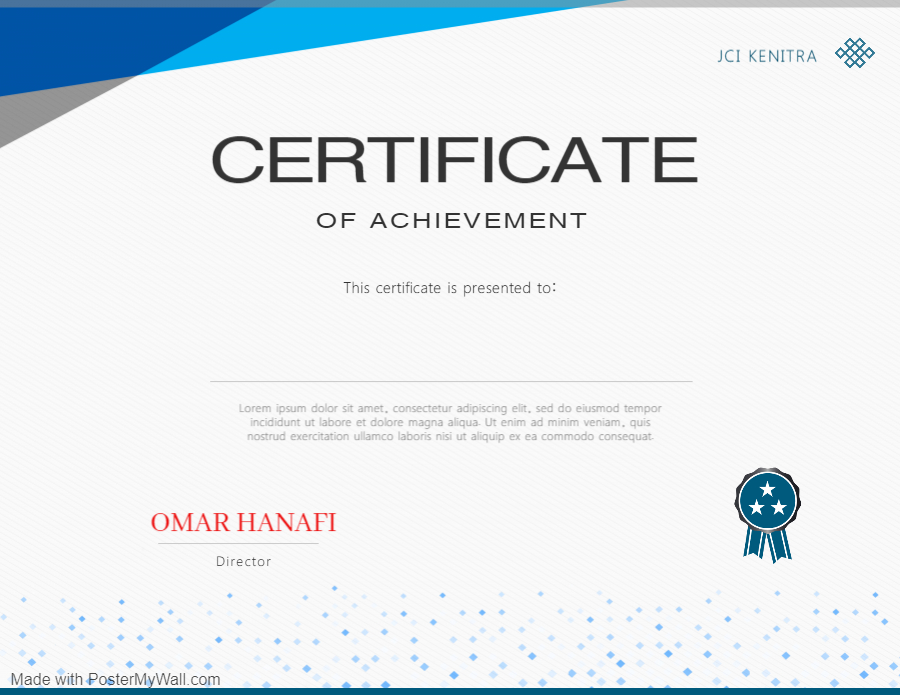 JCI KENITRA
CERTIFICATE
OF ACHIEVEMENT
This certificate is presented to:
Lorem ipsum dolor sit amet, consectetur adipiscing elit, sed do eiusmod tempor
incididunt ut labore et dolore magna aliqua. Ut enim ad minim veniam, quis
nostrud exercitation ullamco laboris nisi ut aliquip ex ea commodo consequat.
OMAR HANAFI
Director
Made with PosterMyWall.com